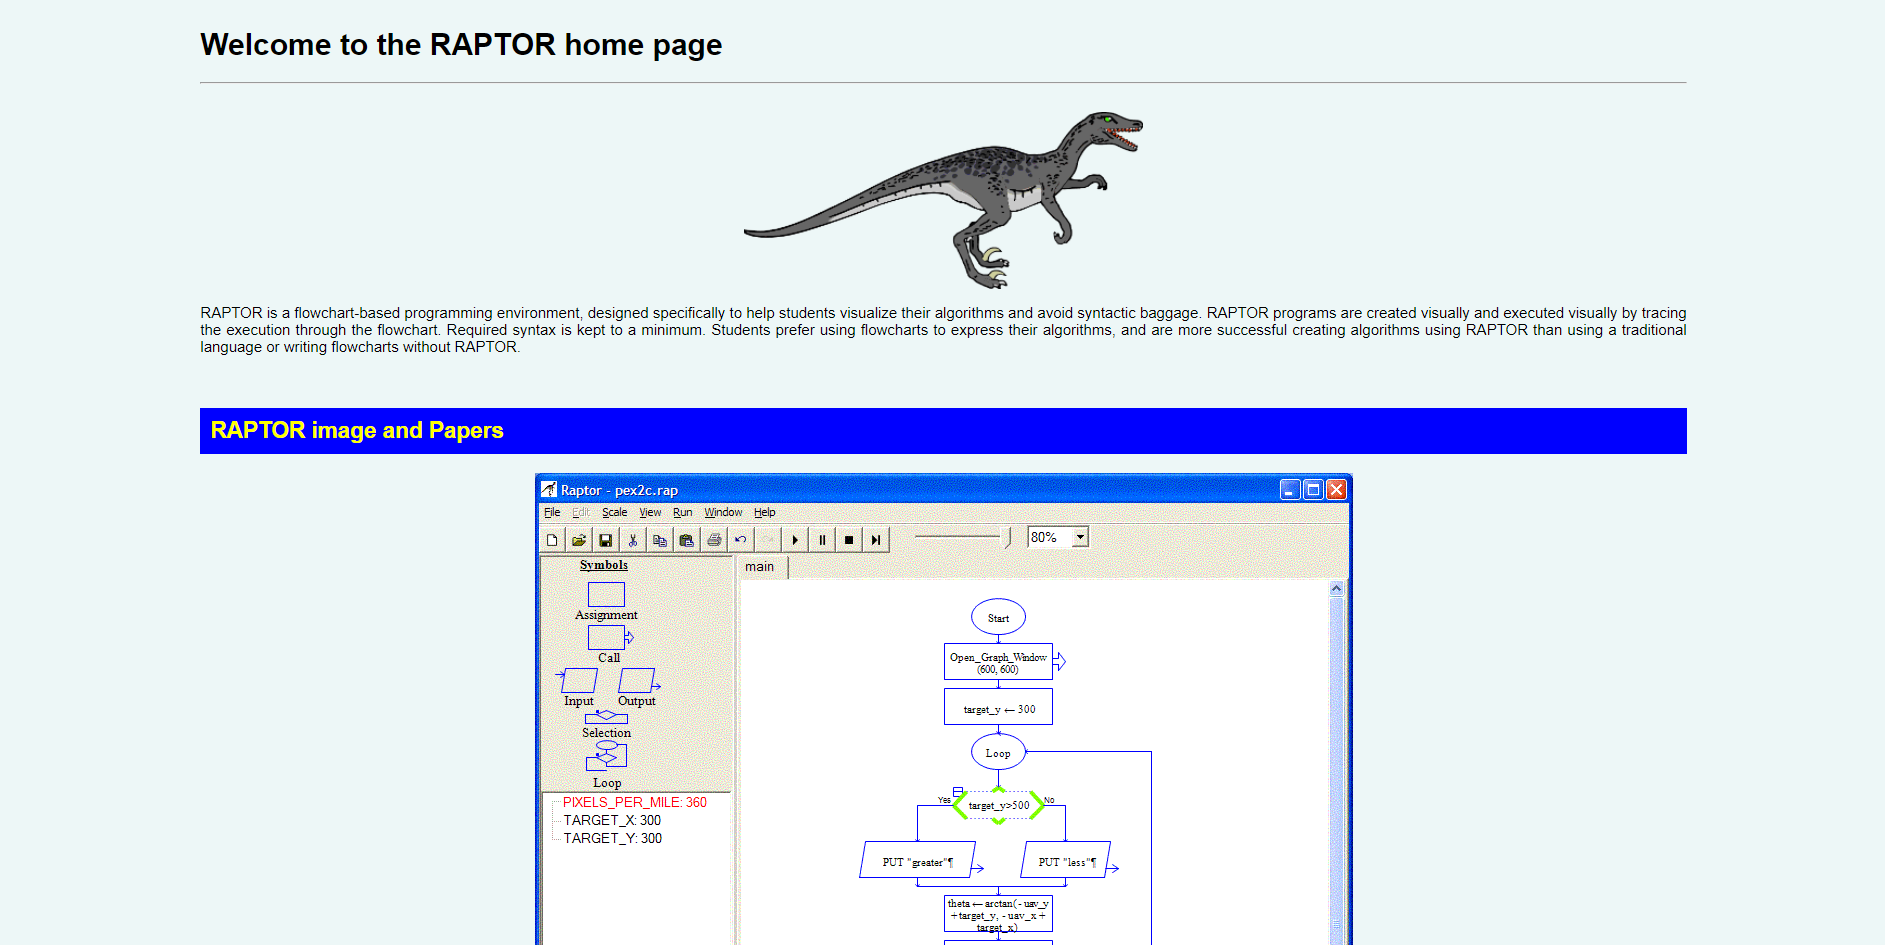 Welcome to the RAPTOR home page
RAPTOR is a flowchart-based programming environment, designed specifically to help students visualize their algorithms and avoid syntactic baggage. RAPTOR programs are created visually and executed visually by tracing
the execution through the flowchart. Required syntax is kept to a minimum. Students prefer using flowcharts to express their algorithms, and are more successful creating algorithms using RAPTOR than using a traditional
language or writing flowcharts without RAPTOR.
RAPTOR image and Papers
Raptor - pex2c.rap
File Edit Scale View Run Window Help
80%
Symbols
Assignment
Call
Input Output
Selection
Loop
PIXELS_PER_MILE: 360
TARGET_X: 300
TARGET_Y: 300
main
Start
Open_Graph_Window
(600, 600)
target_y ← 300
Loop
Yes target_y>500 No
PUT "greater"¶ PUT "less"¶
theta ← arctan(- uav_y
+target_y, - uav_x +
target_x)